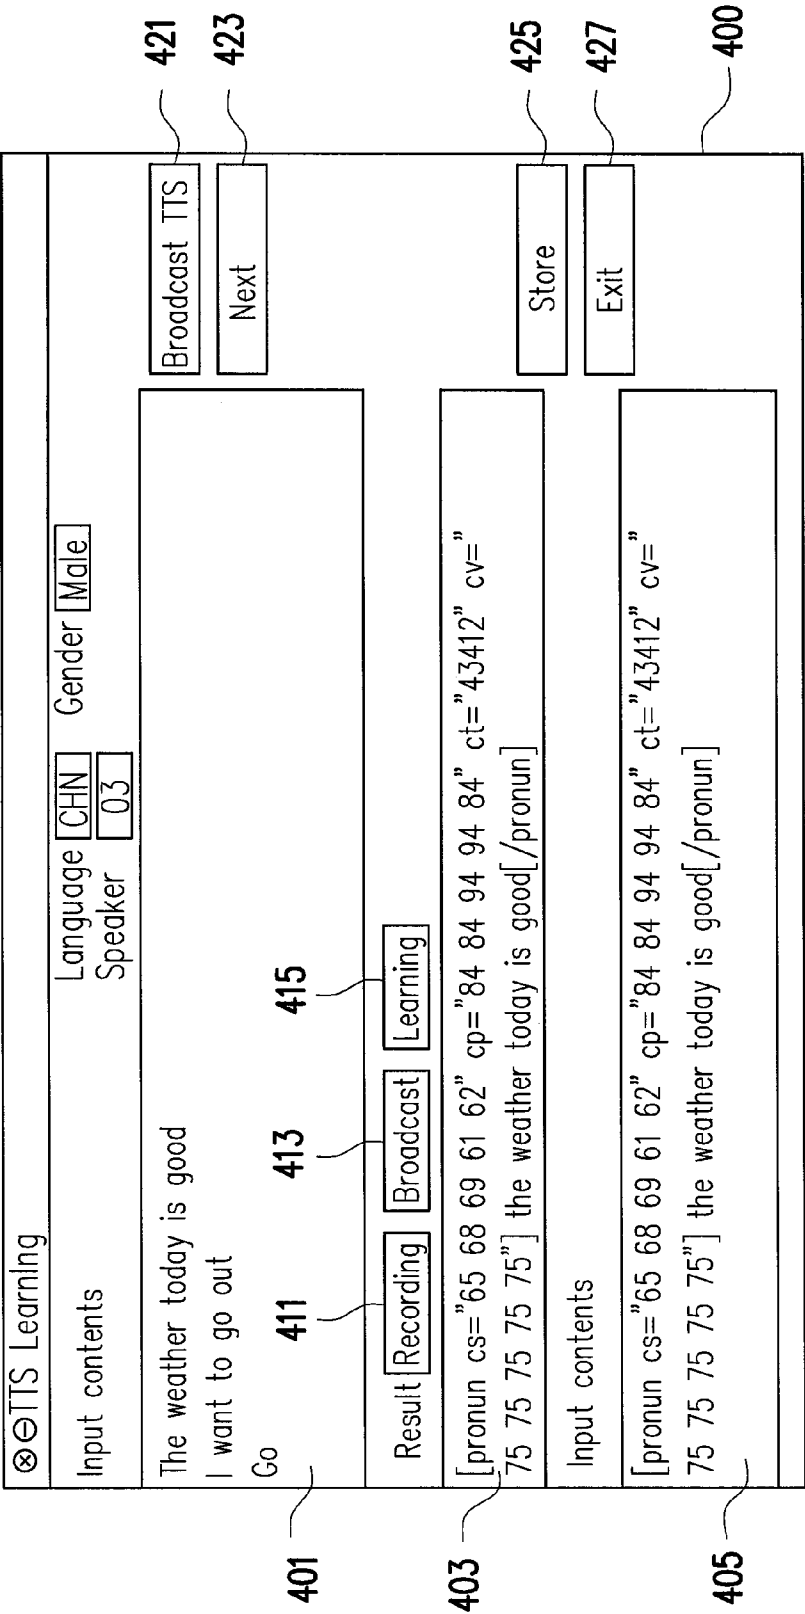 ⊗⊖TTS Learning
Input contents
Language CHN Gender Male
Speaker 03
The weather today is good
I want to go out
Go
401
Broadcast TTS
421
Next
423
411
413
415
Result Recording Broadcast Learning
[pronun cs="65 68 69 61 62" cp="84 84 94 94 84" ct="43412" cv="
75 75 75 75 75"] the weather today is good[/pronun]
403
Store
425
Input contents
Exit
427
[pronun cs="65 68 69 61 62" cp="84 84 94 94 84" ct="43412" cv="
75 75 75 75 75"] the weather today is good[/pronun]
405
400